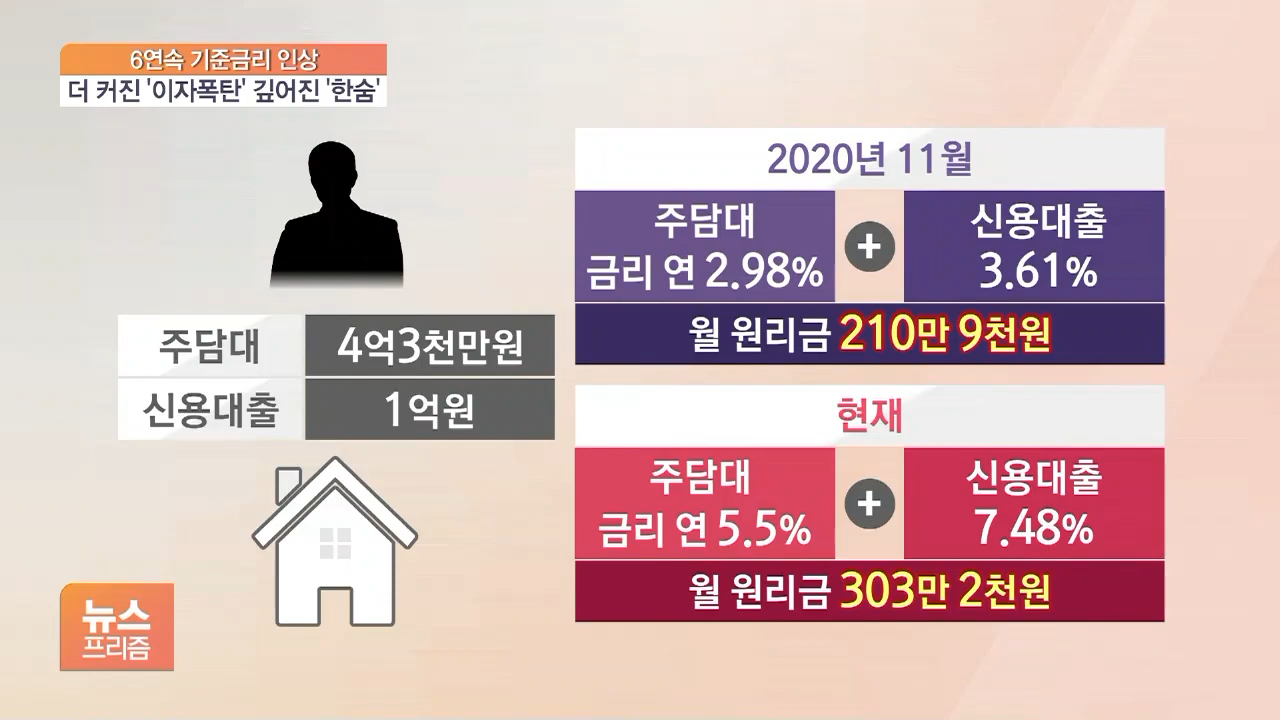 6연속 기준금리 인상
더 커진 '이자폭탄' 깊어진 '한숨'
주담대 4억3천만원
신용대출 1억원
2020년 11월
주담대 + 신용대출
금리 연 2.98% 3.61%
월 원리금 210만 9천원
현재
주담대 + 신용대출
금리 연 5.5% 7.48%
월 원리금 303만 2천원
뉴스
프리즘